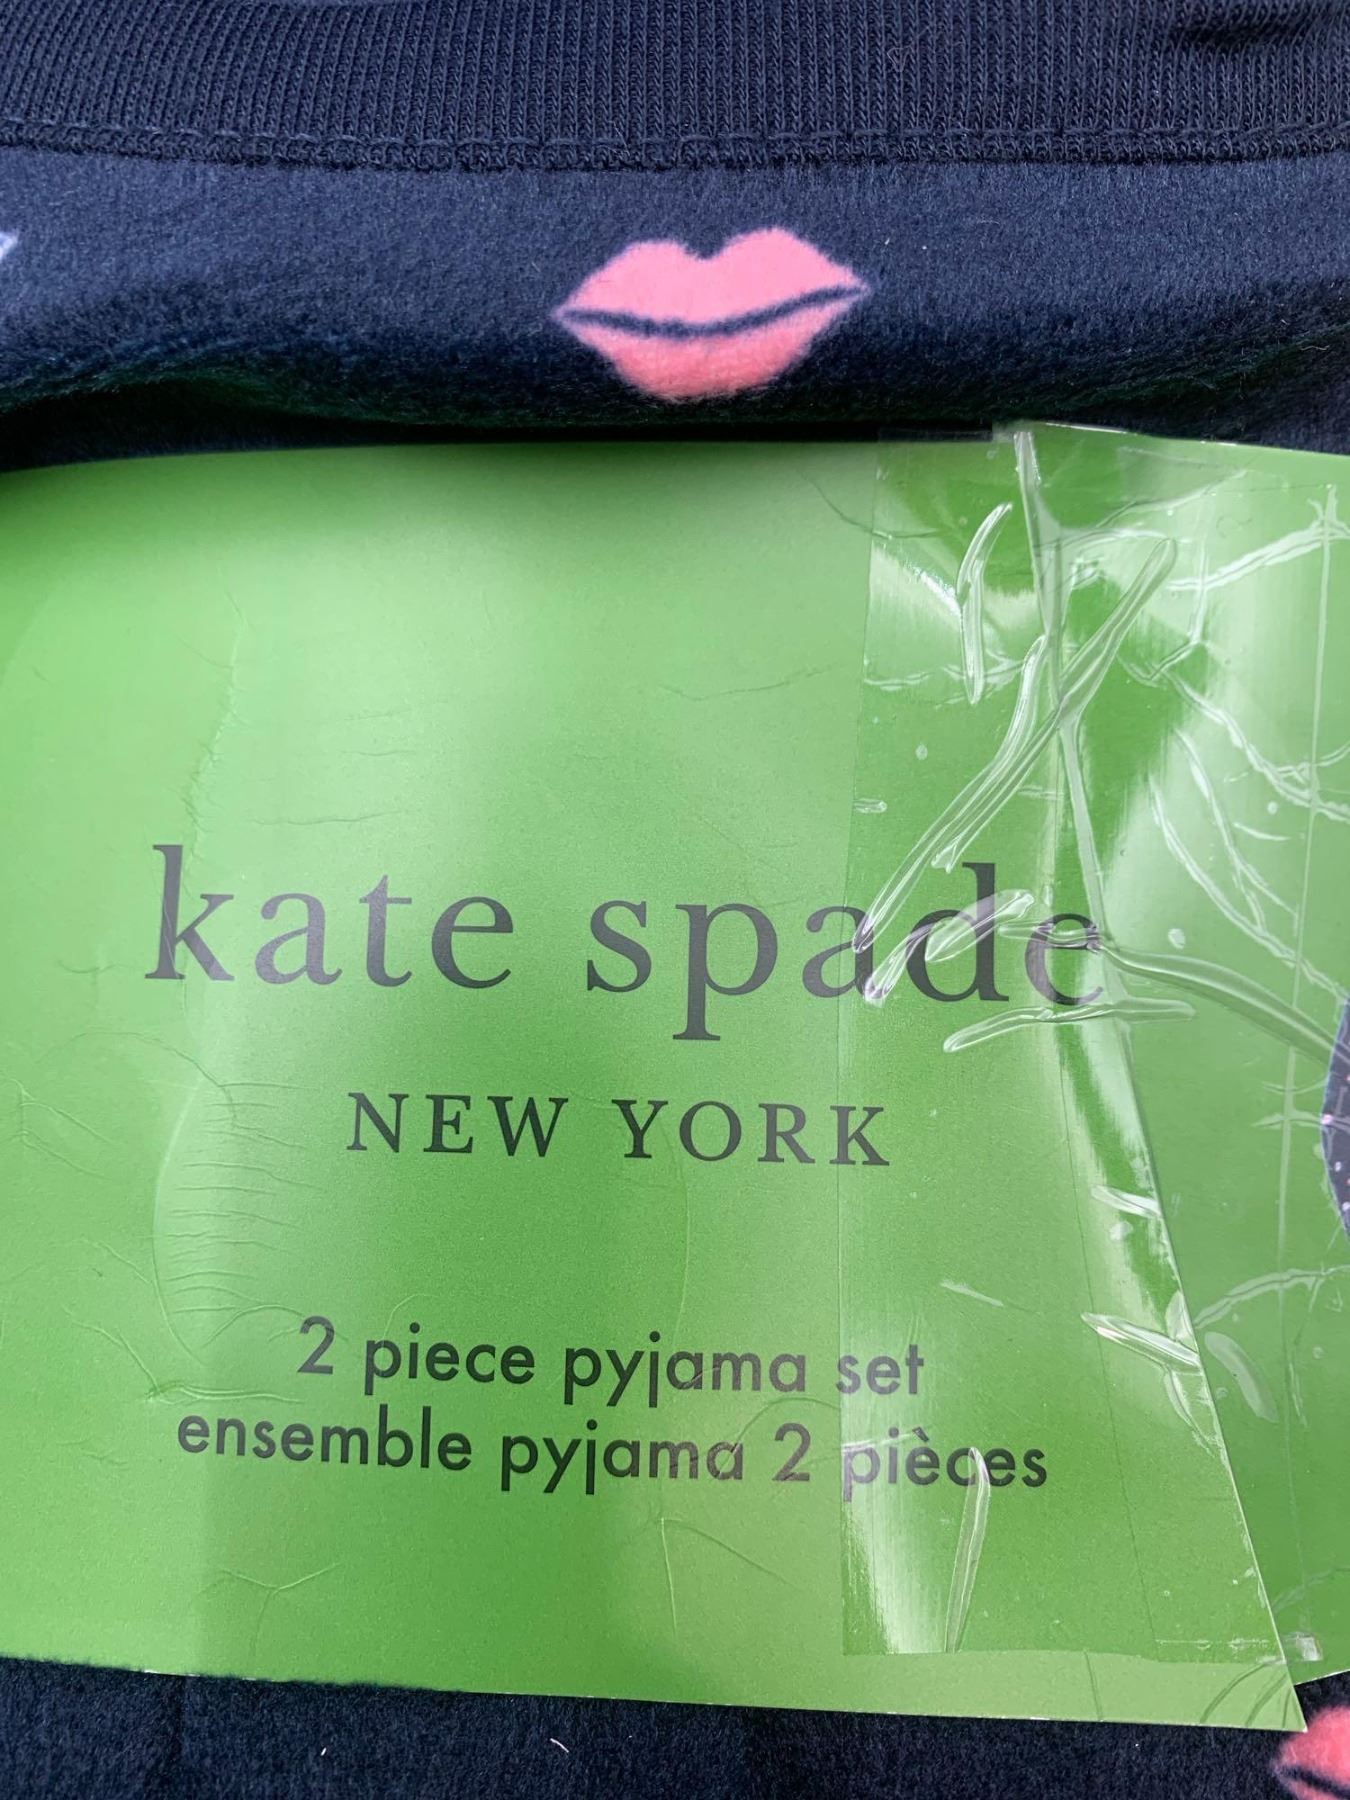 kate spade
NEW YORK
2 piece pyjama set
ensemble pyjama 2 pièces